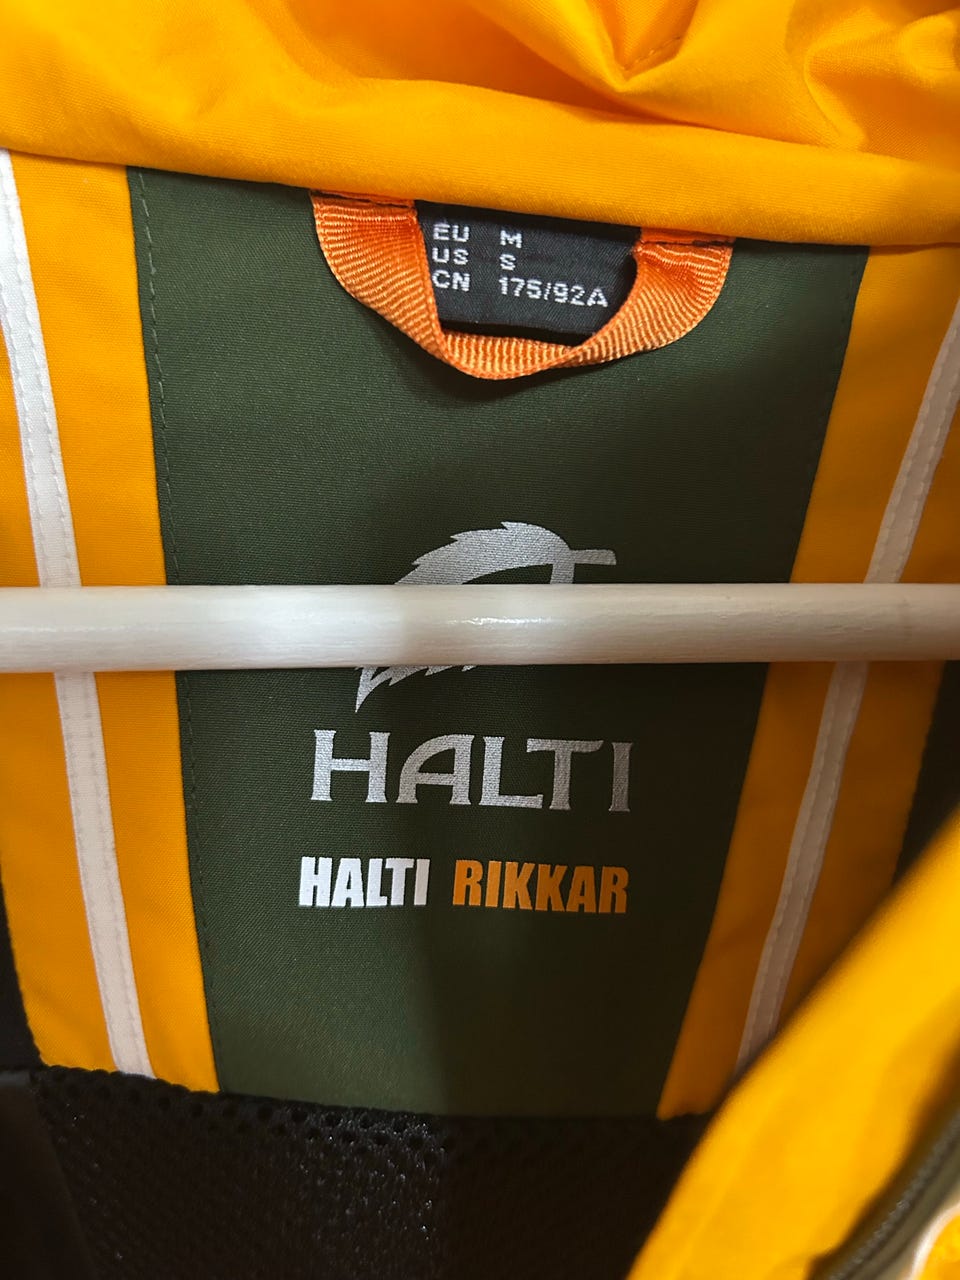 EU M
US S
CN 175/92A
HALTI
HALTI RIKKAR